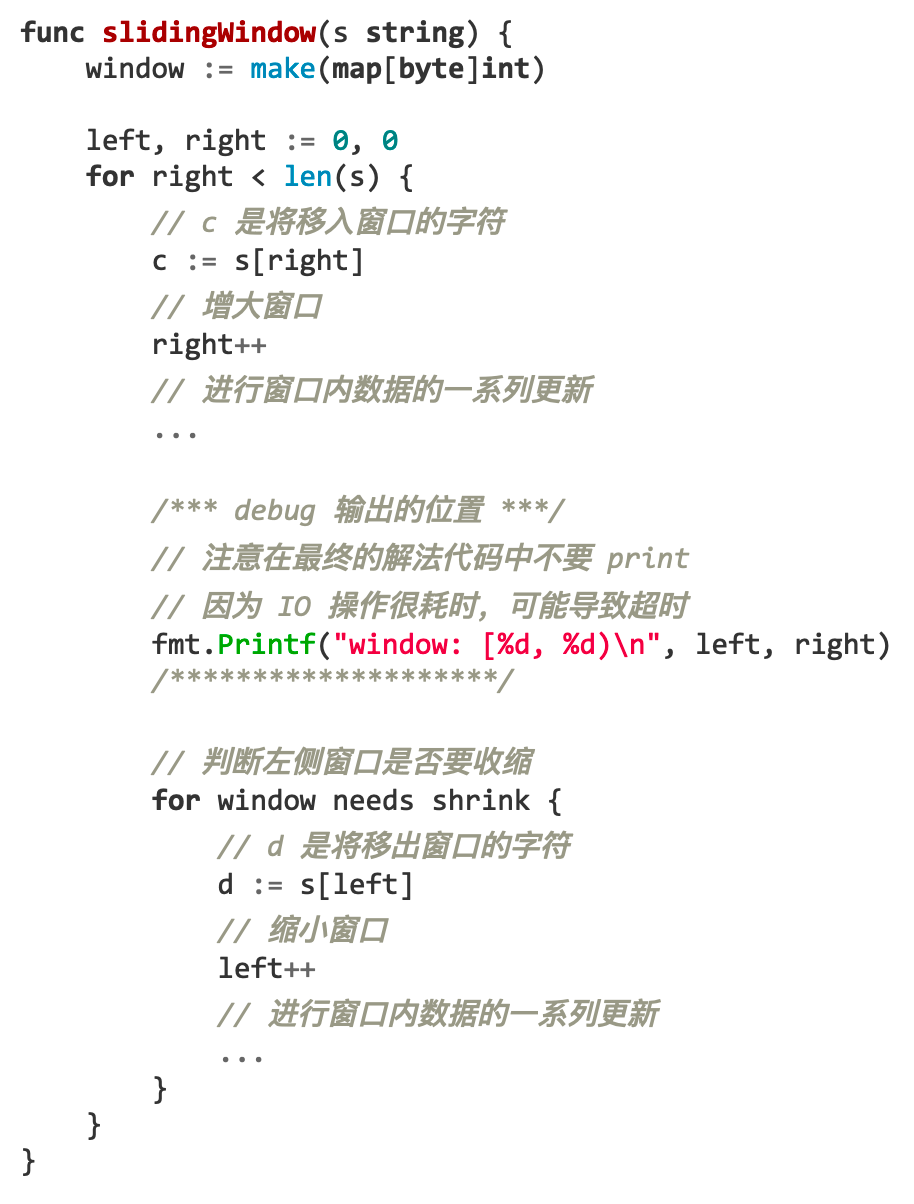 func slidingWindow(s string) {
    window := make(map[byte]int)

    left, right := 0, 0
    for right < len(s) {
        // c 是将移入窗口的字符
        c := s[right]
        // 增大窗口
        right++
        // 进行窗口内数据的一系列更新
        ...

        /*** debug 输出的位置 ***/
        // 注意在最终的解法代码中不要 print
        // 因为 IO 操作很耗时，可能导致超时
        fmt.Printf("window: [%d, %d)\n", left, right)
        /********************/

        // 判断左侧窗口是否要收缩
        for window needs shrink {
            // d 是将移出窗口的字符
            d := s[left]
            // 缩小窗口
            left++
            // 进行窗口内数据的一系列更新
            ...
        }
    }
}